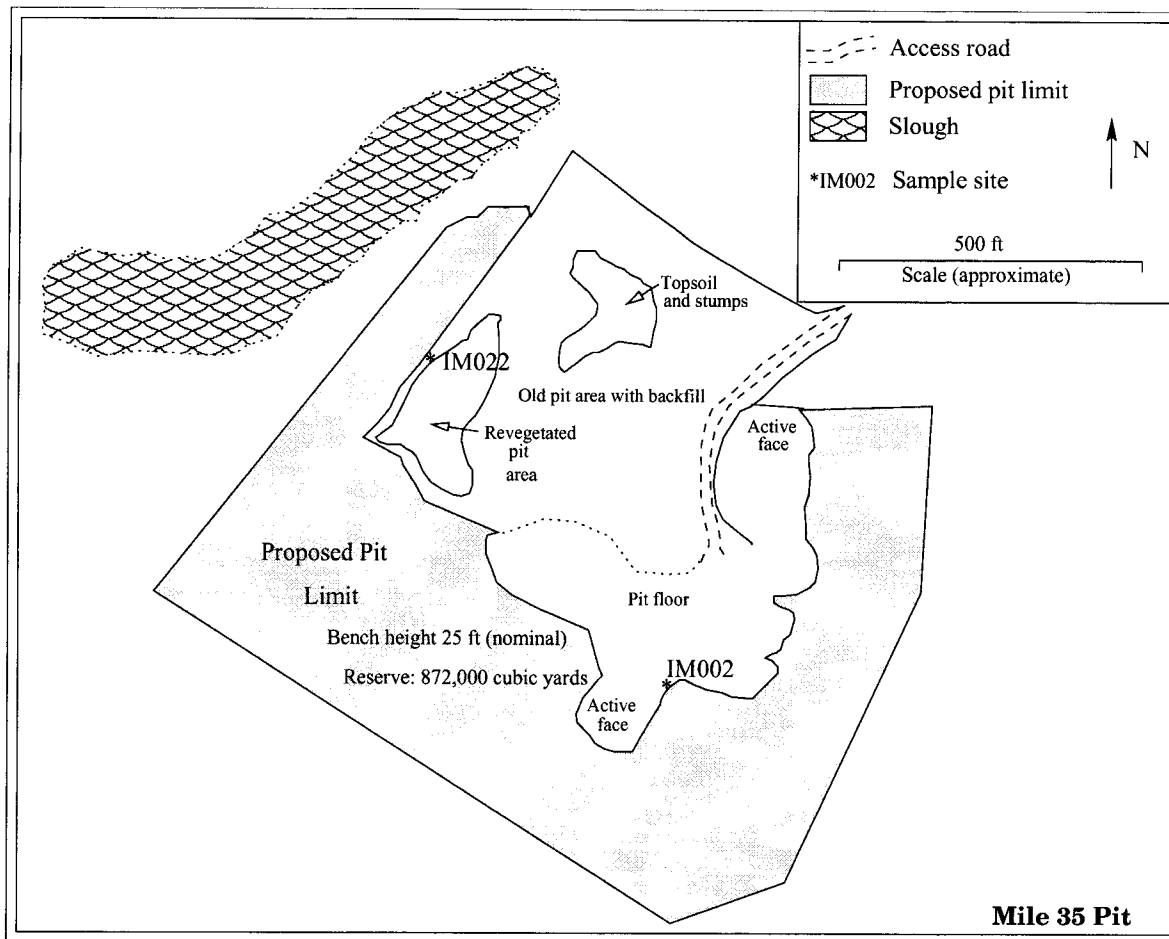 Access road
Proposed pit limit
Slough
N
*IM002 Sample site
500 ft
Scale (approximate)
Topsoil
and stumps
*IM022
Old pit area with backfill
Revegetated
pit
area
Active
face
Proposed Pit
Limit
Pit floor
Bench height 25 ft (nominal)
Reserve: 872,000 cubic yards
IM002
*
Active
face
Mile 35 Pit